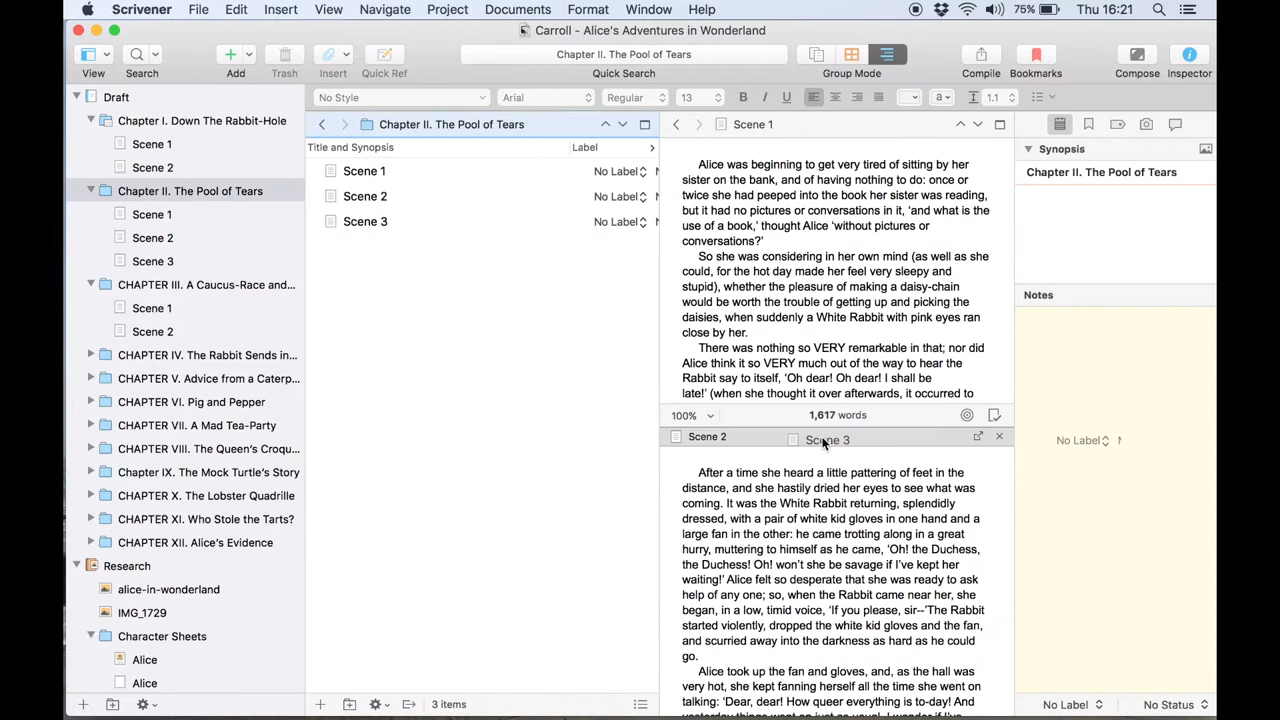 Scrivener File Edit Insert View Navigate Project Documents Format Window Help 75% Thu 16:21
Carroll - Alice's Adventures in Wonderland
Chapter II. The Pool of Tears
View Search Add Trash Insert Quick Ref Quick Search Group Mode Compile Bookmarks Compose Inspector
No Style Arial Regular 13 B I U a 1.1
Draft
Chapter I. Down The Rabbit-Hole
Scene 1
Scene 2
Chapter II. The Pool of Tears
Scene 1
Scene 2
Scene 3
CHAPTER III. A Caucus-Race and...
Scene 1
Scene 2
CHAPTER IV. The Rabbit Sends in...
CHAPTER V. Advice from a Caterp...
CHAPTER VI. Pig and Pepper
CHAPTER VII. A Mad Tea-Party
CHAPTER VIII. The Queen's Croqu...
Chapter IX. The Mock Turtle's Story
CHAPTER X. The Lobster Quadrille
CHAPTER XI. Who Stole the Tarts?
CHAPTER XII. Alice's Evidence
Research
alice-in-wonderland
IMG_1729
Character Sheets
Alice
Alice
Chapter II. The Pool of Tears
Title and Synopsis Label
Scene 1 No Label
Scene 2 No Label
Scene 3 No Label
3 items
Scene 1
Alice was beginning to get very tired of sitting by her
sister on the bank, and of having nothing to do: once or
twice she had peeped into the book her sister was reading,
but it had no pictures or conversations in it, ‘and what is the
use of a book,’ thought Alice ‘without pictures or
conversations?’
So she was considering in her own mind (as well as she
could, for the hot day made her feel very sleepy and
stupid), whether the pleasure of making a daisy-chain
would be worth the trouble of getting up and picking the
daisies, when suddenly a White Rabbit with pink eyes ran
close by her.
There was nothing so VERY remarkable in that; nor did
Alice think it so VERY much out of the way to hear the
Rabbit say to itself, ‘Oh dear! Oh dear! I shall be
late!’ (when she thought it over afterwards, it occurred to
100% 1,617 words
Scene 2 Scene 3
After a time she heard a little pattering of feet in the
distance, and she hastily dried her eyes to see what was
coming. It was the White Rabbit returning, splendidly
dressed, with a pair of white kid gloves in one hand and a
large fan in the other: he came trotting along in a great
hurry, muttering to himself as he came, ‘Oh! the Duchess,
the Duchess! Oh! won’t she be savage if I’ve kept her
waiting!’ Alice felt so desperate that she was ready to ask
help of any one; so, when the Rabbit came near her, she
began, in a low, timid voice, ‘If you please, sir--’The Rabbit
started violently, dropped the white kid gloves and the fan,
and scurried away into the darkness as hard as he could
go.
Alice took up the fan and gloves, and, as the hall was
very hot, she kept fanning herself all the time she went on
talking: ‘Dear, dear! How queer everything is to-day! And
Synopsis
Chapter II. The Pool of Tears
Notes
No Label
No Label No Status